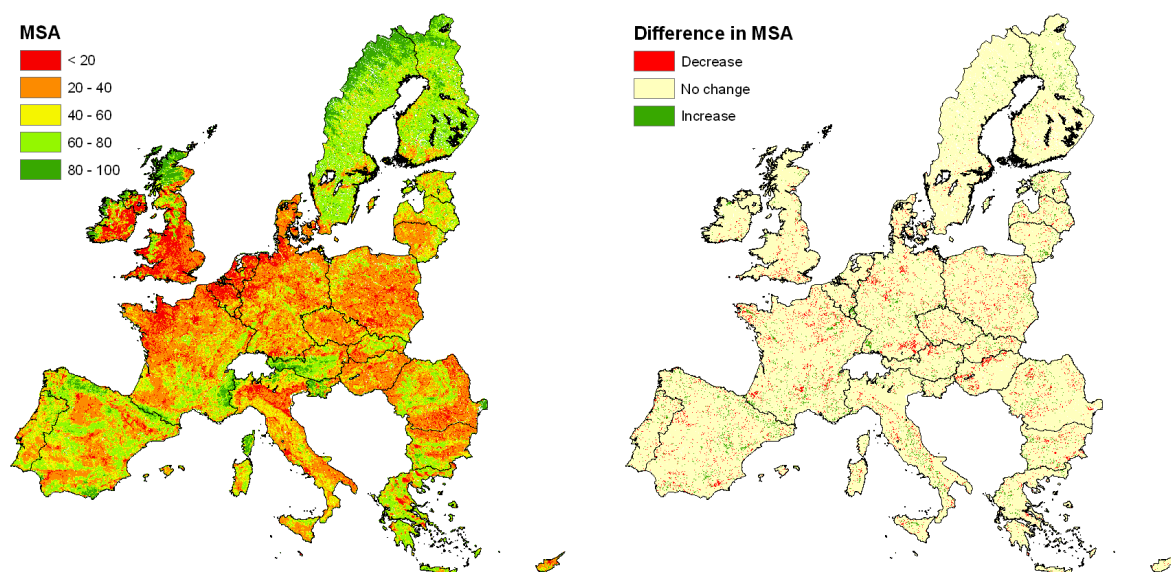 MSA
< 20
20 - 40
40 - 60
60 - 80
80 - 100
Difference in MSA
Decrease
No change
Increase